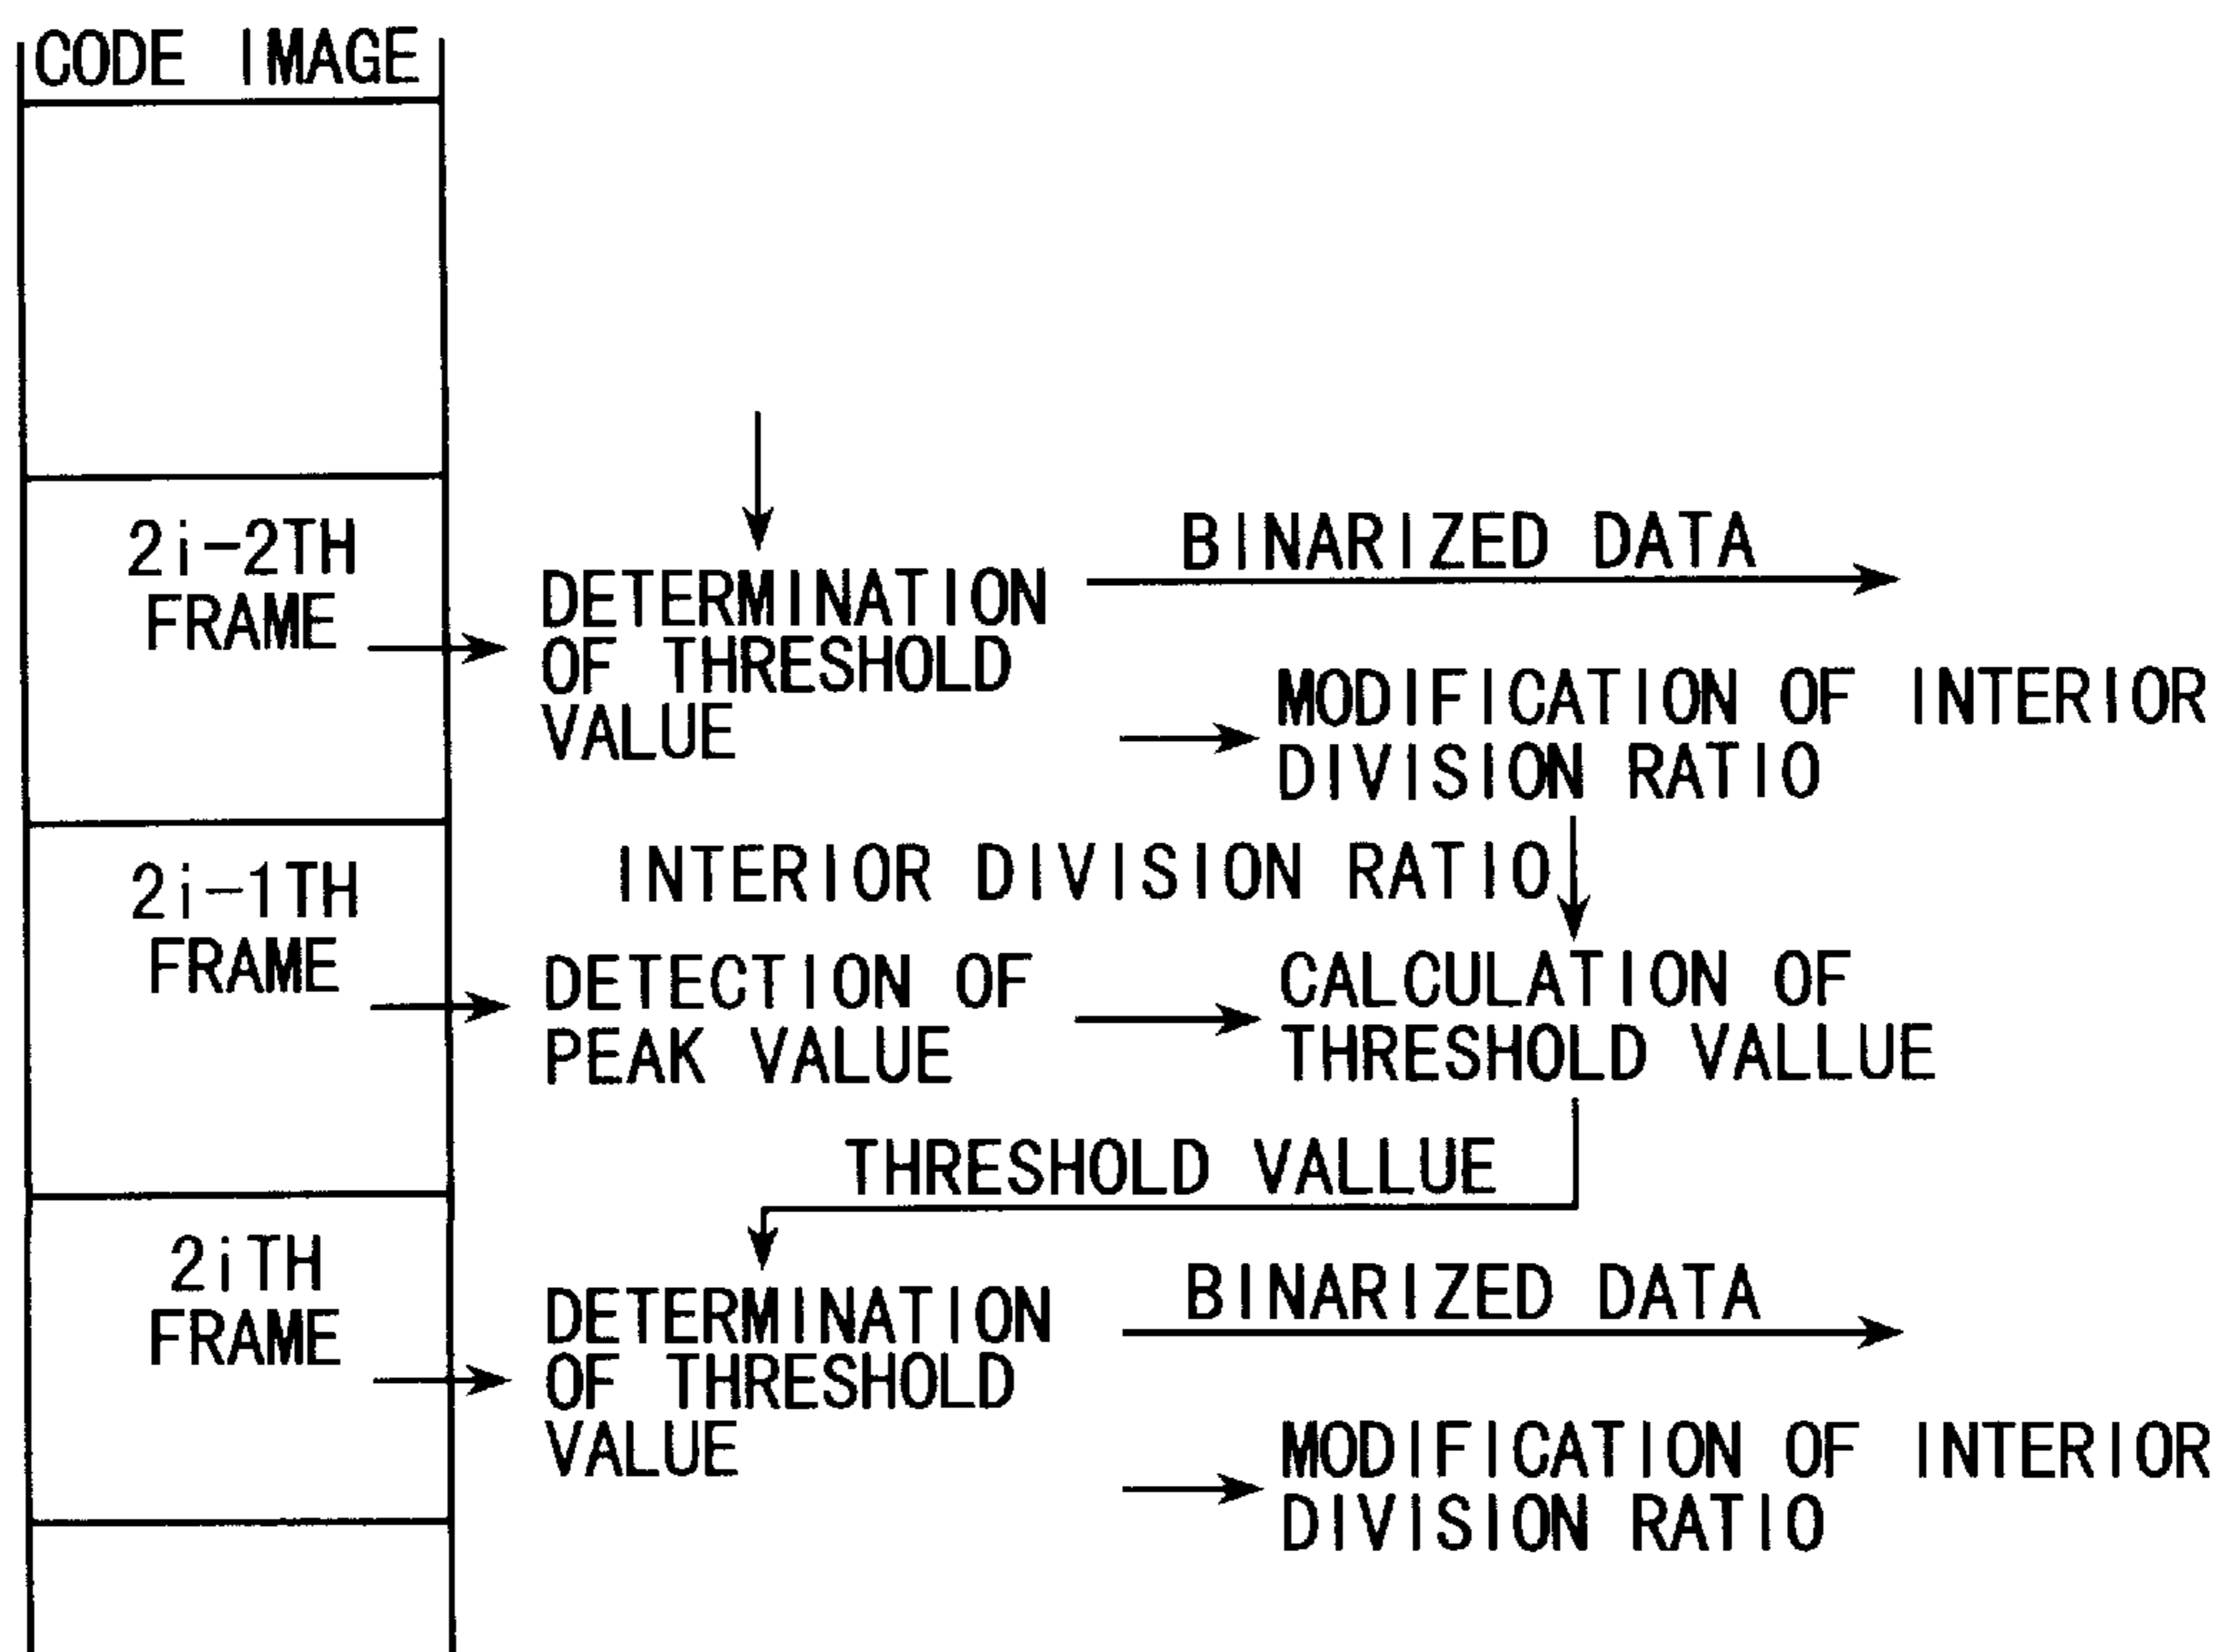 CODE IMAGE
2i-2TH
FRAME
DETERMINATION
OF THRESHOLD
VALUE
BINARIZED DATA
MODIFICATION OF INTERIOR
DIVISION RATIO
2i-1TH
FRAME
INTERIOR DIVISION RATIO
DETECTION OF
PEAK VALUE
CALCULATION OF
THRESHOLD VALLUE
THRESHOLD VALLUE
2iTH
FRAME
DETERMINATION
OF THRESHOLD
VALUE
BINARIZED DATA
MODIFICATION OF INTERIOR
DIVISION RATIO